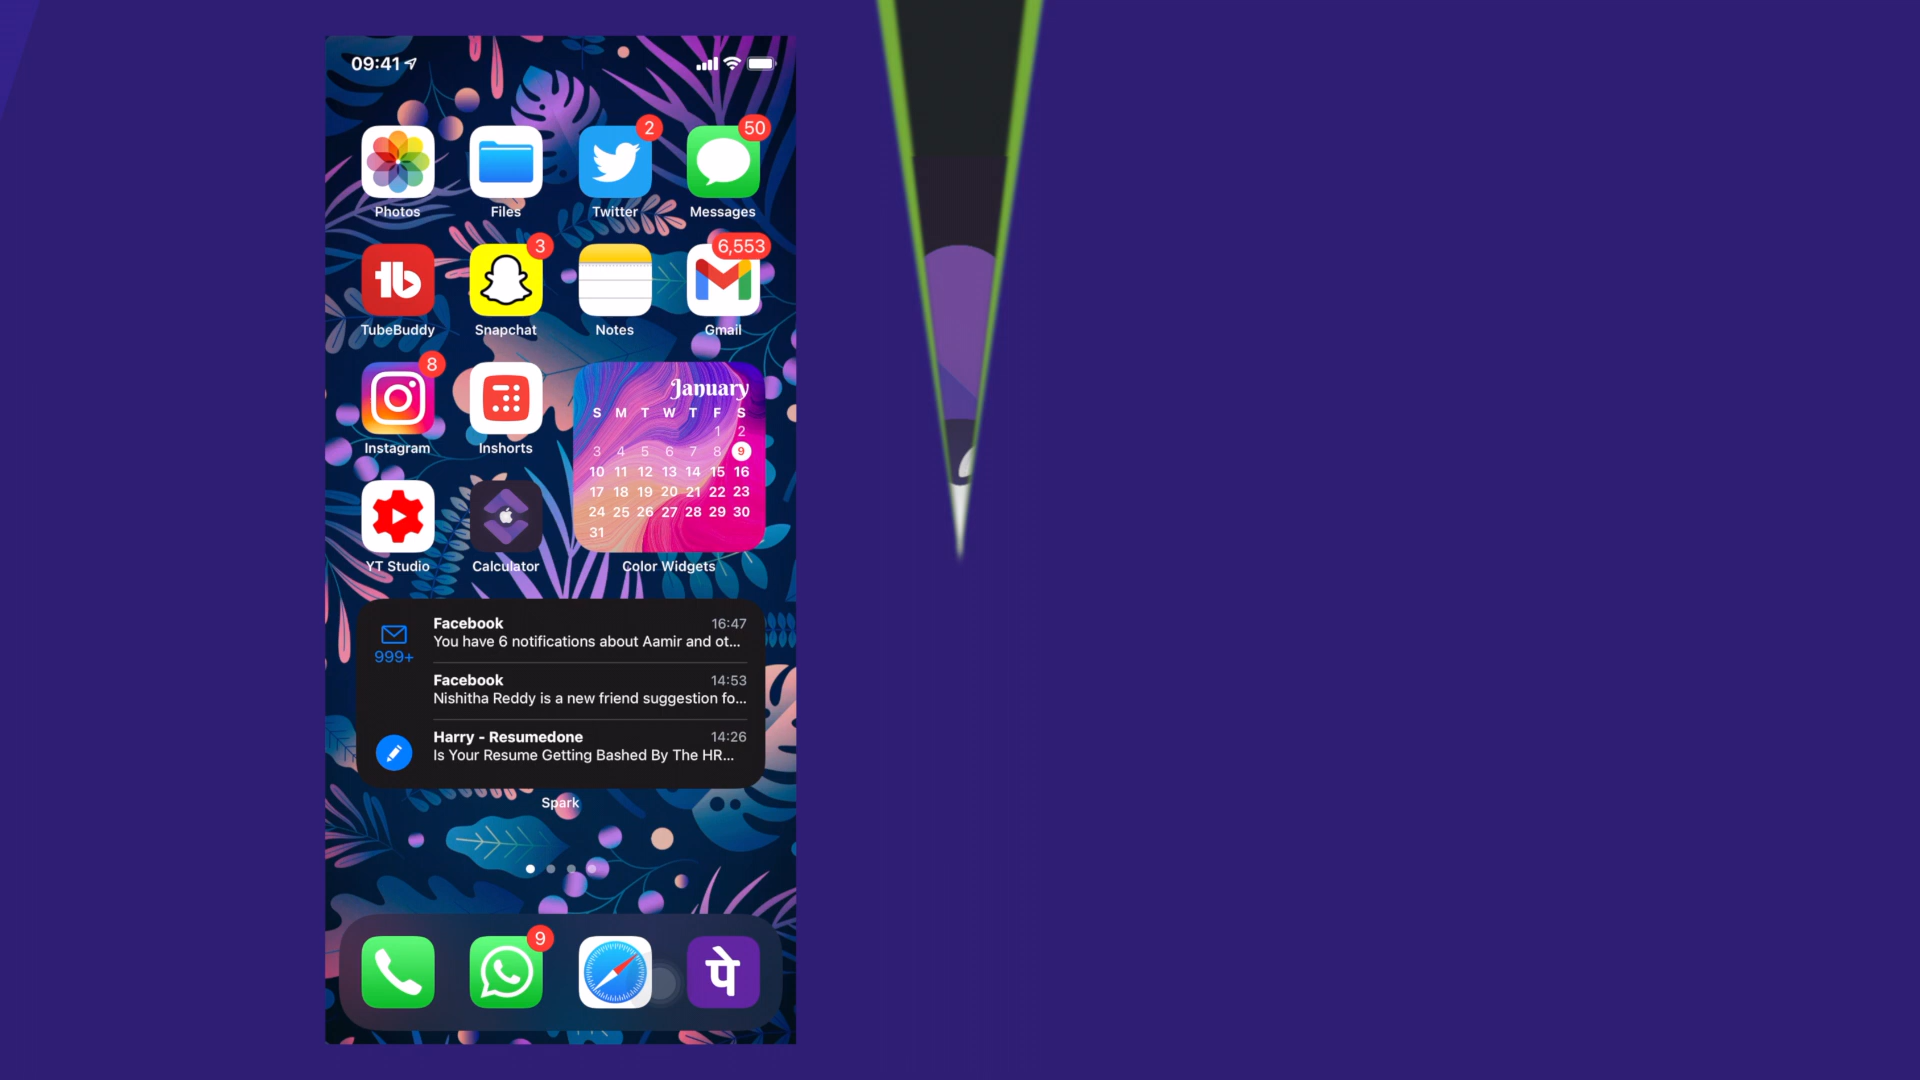 09:41
2
50
Photos
Files
Twitter
Messages
3
6,553
tb
TubeBuddy
Snapchat
Notes
Gmail
8
Instagram
Inshorts
January
S M T W T F S
1 2
3 4 5 6 7 8 9
10 11 12 13 14 15 16
17 18 19 20 21 22 23
24 25 26 27 28 29 30
31
YT Studio
Calculator
Color Widgets
999+
Facebook 16:47
You have 6 notifications about Aamir and ot...
Facebook 14:53
Nishitha Reddy is a new friend suggestion fo...
Harry - Resumedone 14:26
Is Your Resume Getting Bashed By The HR...
Spark
9
पे